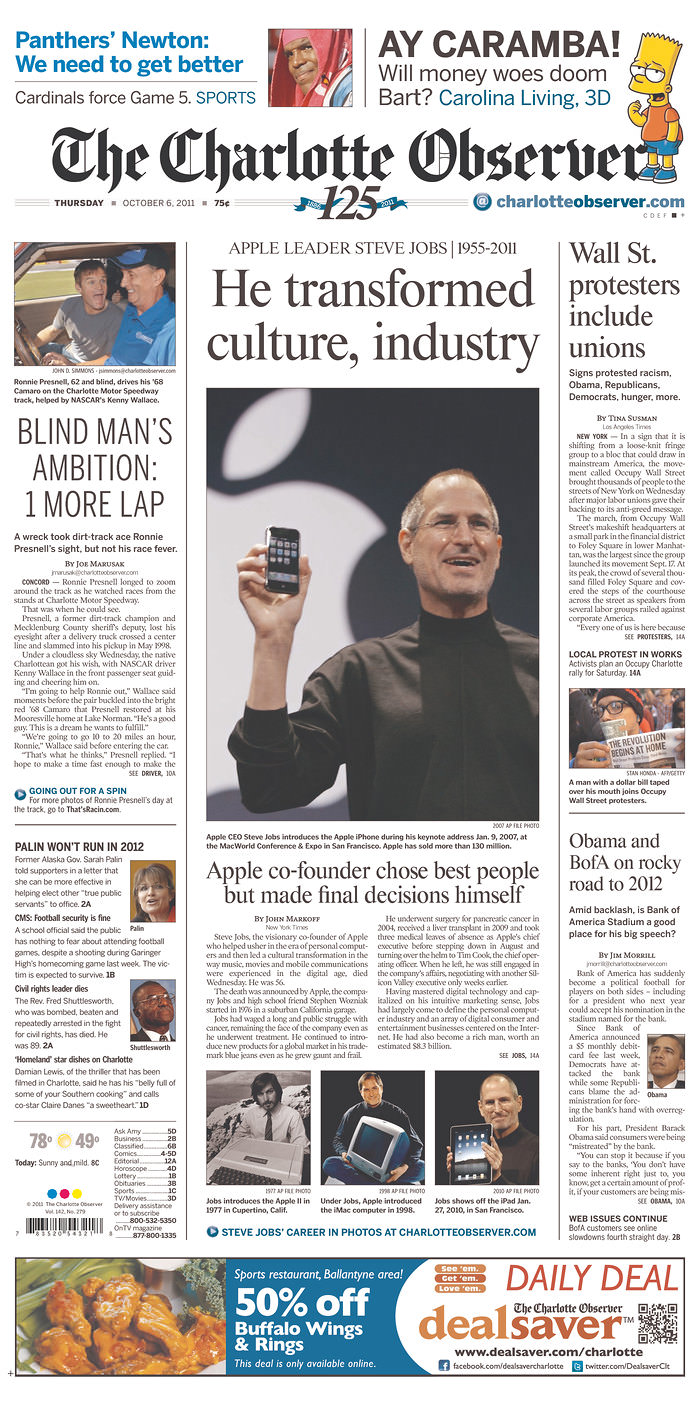 Panthers' Newton:
We need to get better
Cardinals force Game 5. SPORTS
AY CARAMBA!
Will money woes doom
Bart? Carolina Living, 3D
The Charlotte Observer
THURSDAY ■ OCTOBER 6, 2011 ■ 75¢
1886 125 2011
@ charlotteobserver.com
C D E F ■ +
JOHN D. SIMMONS - jsimmons@charlotteobserver.com
Ronnie Presnell, 62 and blind, drives his '68
Camaro on the Charlotte Motor Speedway
track, helped by NASCAR's Kenny Wallace.
BLIND MAN'S
AMBITION:
1 MORE LAP
A wreck took dirt-track ace Ronnie
Presnell's sight, but not his race fever.
By Joe Marusak
jmarusak@charlotteobserver.com
CONCORD — Ronnie Presnell longed to zoom
around the track as he watched races from the
stands at Charlotte Motor Speedway.
That was when he could see.
Presnell, a former dirt-track champion and
Mecklenburg County sheriff's deputy, lost his
eyesight after a delivery truck crossed a center
line and slammed into his pickup in May 1998.
Under a cloudless sky Wednesday, the native
Charlottean got his wish, with NASCAR driver
Kenny Wallace in the front passenger seat guid-
ing and cheering him on.
"I'm going to help Ronnie out," Wallace said
moments before the pair buckled into the bright
red '68 Camaro that Presnell restored at his
Mooresville home at Lake Norman. "He's a good
guy. This is a dream he wants to fulfill."
"We're going to go 10 to 20 miles an hour,
Ronnie," Wallace said before entering the car.
"That's what he thinks," Presnell replied. "I
hope to make a time fast enough to make the
SEE DRIVER, 10A
GOING OUT FOR A SPIN
For more photos of Ronnie Presnell's day at
the track, go to That'sRacin.com.
PALIN WON'T RUN IN 2012
Former Alaska Gov. Sarah Palin
told supporters in a letter that
she can be more effective in
helping elect other "true public
servants" to office. 2A
Palin
CMS: Football security is fine
A school official said the public
has nothing to fear about attending football
games, despite a shooting during Garinger
High's homecoming game last week. The vic-
tim is expected to survive. 1B
Civil rights leader dies
The Rev. Fred Shuttlesworth,
who was bombed, beaten and
repeatedly arrested in the fight
for civil rights, has died. He
was 89. 2A
Shuttlesworth
'Homeland' star dishes on Charlotte
Damian Lewis, of the thriller that has been
filmed in Charlotte, said he has his "belly full of
some of your Southern cooking" and calls
co-star Claire Danes "a sweetheart." 1D
78° 49°
Today: Sunny and mild. 8C
© 2011 The Charlotte Observer
Vol. 142, No. 279
7 83520 54321 8
Ask Amy 5D
Business 2B
Classified 6B
Comics 4-5D
Editorial 12A
Horoscope 4D
Lottery 1B
Obituaries 3B
Sports 1C
TV/Movies 3D
Delivery assistance
or to subscribe
800-532-5350
OnTV magazine
877-800-1335
APPLE LEADER STEVE JOBS | 1955-2011
He transformed
culture, industry
2007 AP FILE PHOTO
Apple CEO Steve Jobs introduces the Apple iPhone during his keynote address Jan. 9, 2007, at
the MacWorld Conference & Expo in San Francisco. Apple has sold more than 130 million.
Apple co-founder chose best people
but made final decisions himself
By John Markoff
New York Times
Steve Jobs, the visionary co-founder of Apple
who helped usher in the era of personal comput-
ers and then led a cultural transformation in the
way music, movies and mobile communications
were experienced in the digital age, died
Wednesday. He was 56.
The death was announced by Apple, the compa-
ny Jobs and high school friend Stephen Wozniak
started in 1976 in a suburban California garage.
Jobs had waged a long and public struggle with
cancer, remaining the face of the company even as
he underwent treatment. He continued to intro-
duce new products for a global market in his trade-
mark blue jeans even as he grew gaunt and frail.
He underwent surgery for pancreatic cancer in
2004, received a liver transplant in 2009 and took
three medical leaves of absence as Apple's chief
executive before stepping down in August and
turning over the helm to Tim Cook, the chief oper-
ating officer. When he left, he was still engaged in
the company's affairs, negotiating with another Sil-
icon Valley executive only weeks earlier.
Having mastered digital technology and cap-
italized on his intuitive marketing sense, Jobs
had largely come to define the personal comput-
er industry and an array of digital consumer and
entertainment businesses centered on the Inter-
net. He had also become a rich man, worth an
estimated $8.3 billion.
SEE JOBS, 14A
1977 AP FILE PHOTO
Jobs introduces the Apple II in
1977 in Cupertino, Calif.
1998 AP FILE PHOTO
Under Jobs, Apple introduced
the iMac computer in 1998.
2010 AP FILE PHOTO
Jobs shows off the iPad Jan.
27, 2010, in San Francisco.
STEVE JOBS' CAREER IN PHOTOS AT CHARLOTTEOBSERVER.COM
Wall St.
protesters
include
unions
Signs protested racism,
Obama, Republicans,
Democrats, hunger, more.
By Tina Susman
Los Angeles Times
NEW YORK — In a sign that it is
shifting from a loose-knit fringe
group to a bloc that could draw in
mainstream America, the move-
ment called Occupy Wall Street
brought thousands of people to the
streets of New York on Wednesday
after major labor unions gave their
backing to its anti-greed message.
The march, from Occupy Wall
Street's makeshift headquarters at
a small park in the financial district
to Foley Square in lower Manhat-
tan, was the largest since the group
launched its movement Sept. 17. At
its peak, the crowd of several thou-
sand filled Foley Square and cov-
ered the steps of the courthouse
across the street as speakers from
several labor groups railed against
corporate America.
"Every one of us is here because
SEE PROTESTERS, 14A
LOCAL PROTEST IN WORKS
Activists plan an Occupy Charlotte
rally for Saturday. 14A
THE REVOLUTION
BEGINS AT HOME
STAN HONDA - AFP/GETTY
A man with a dollar bill taped
over his mouth joins Occupy
Wall Street protesters.
Obama and
BofA on rocky
road to 2012
Amid backlash, is Bank of
America Stadium a good
place for his big speech?
By Jim Morrill
jmorrill@charlotteobserver.com
Bank of America has suddenly
become a political football for
players on both sides – including
for a president who next year
could accept his nomination in the
stadium named for the bank.
Since Bank of
America announced
a $5 monthly debit-
card fee last week,
Democrats have at-
tacked the bank
while some Republi-
cans blame the ad-
ministration for forc-
ing the bank's hand with overreg-
ulation.
Obama
For his part, President Barack
Obama said consumers were being
"mistreated" by the bank.
"You can stop it because if you
say to the banks, 'You don't have
some inherent right just to, you
know, get a certain amount of prof-
it, if your customers are being mis-
SEE OBAMA, 10A
WEB ISSUES CONTINUE
BofA customers see online
slowdowns fourth straight day. 2B
Sports restaurant, Ballantyne area!
50% off
Buffalo Wings
& Rings
This deal is only available online.
See 'em.
Get 'em.
Love 'em.
DAILY DEAL
The Charlotte Observer
dealsaver™
www.dealsaver.com/charlotte
facebook.com/dealsavercharlotte
twitter.com/DealsaverClt